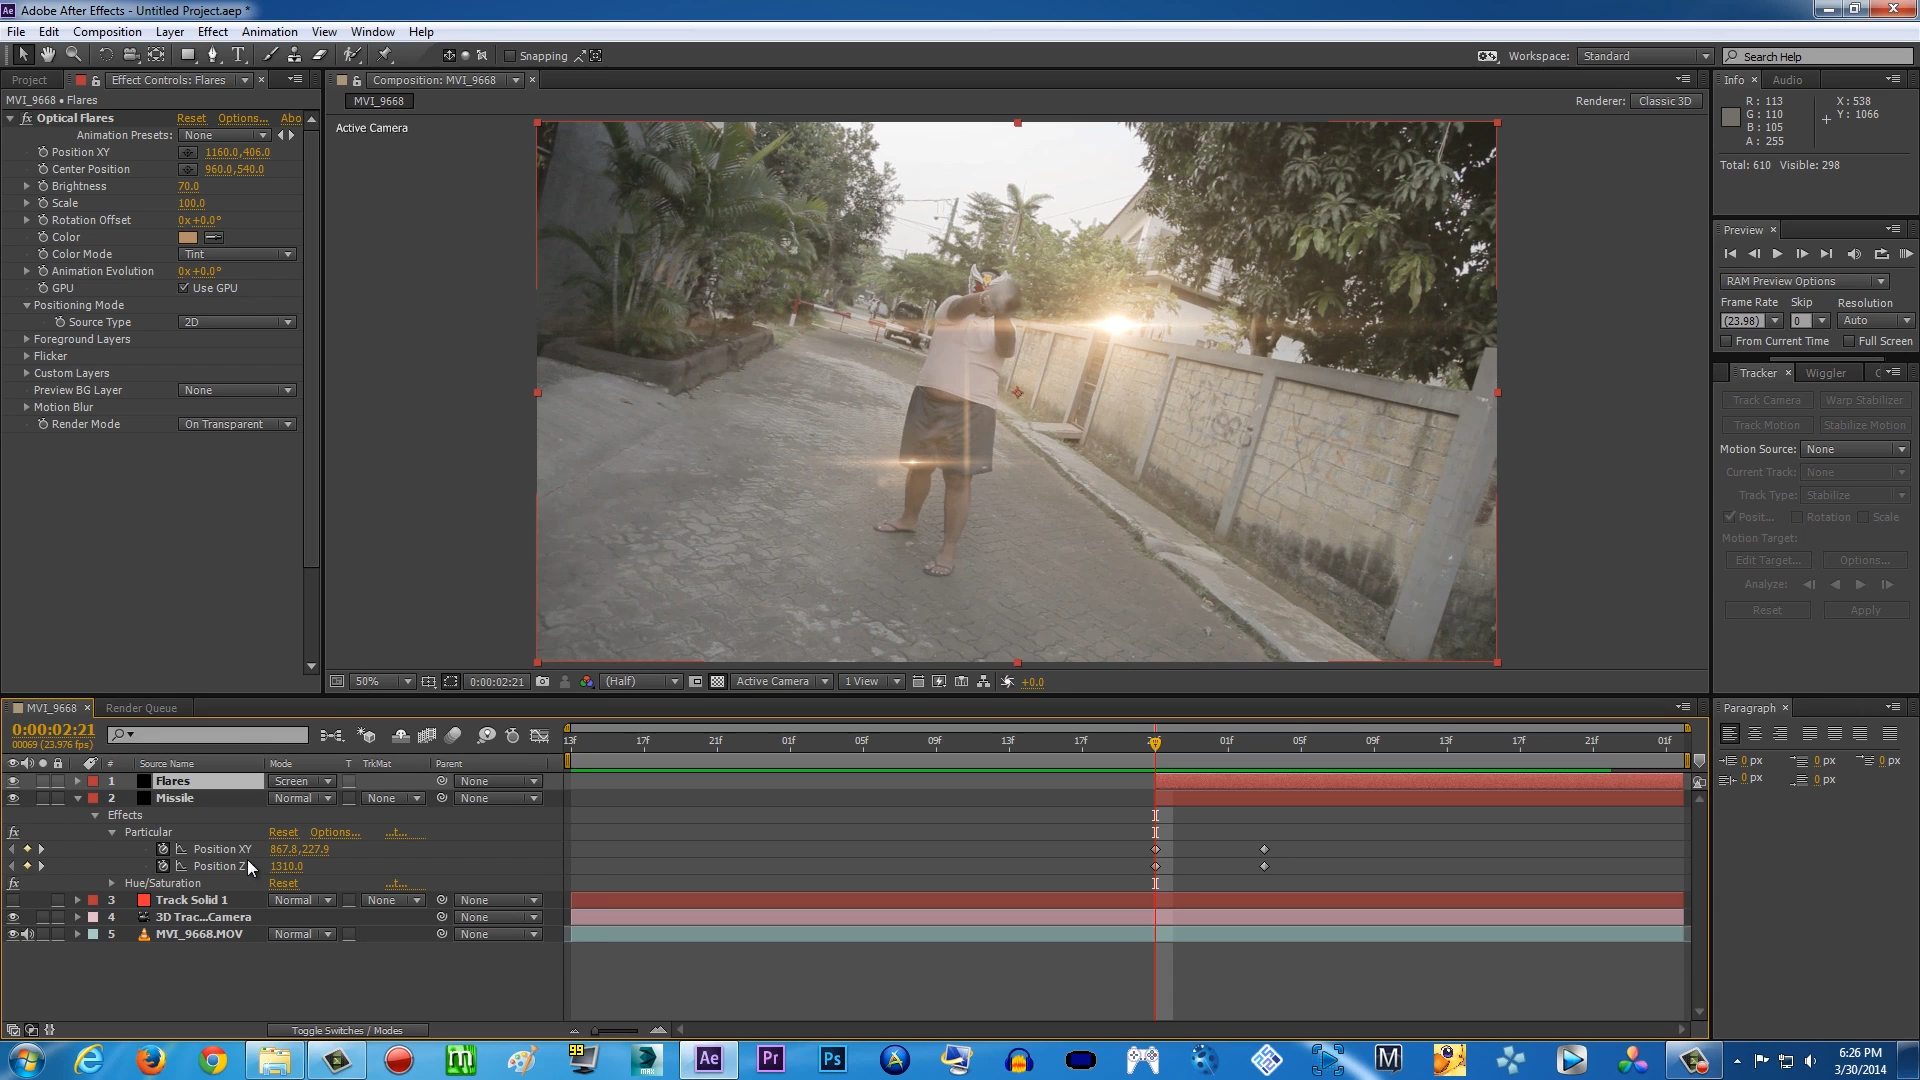 Adobe After Effects - Untitled Project.aep *
File Edit Composition Layer Effect Animation View Window Help
Snapping
Workspace: Standard Search Help
Project Effect Controls: Flares
MVI_9668 • Flares
fx Optical Flares Reset Options... Abo
Animation Presets: None
Position XY 1160.0,406.0
Center Position 960.0,540.0
Brightness 70.0
Scale 100.0
Rotation Offset 0x+0.0°
Color
Color Mode Tint
Animation Evolution 0x+0.0°
GPU Use GPU
Positioning Mode
Source Type 2D
Foreground Layers
Flicker
Custom Layers
Preview BG Layer None
Motion Blur
Render Mode On Transparent
Composition: MVI_9668
MVI_9668
Renderer: Classic 3D
Active Camera
50% 0:00:02:21 (Half) Active Camera 1 View +0.0
Info Audio
R: 113 X: 538
G: 110 Y: 1066
B: 105
A: 255
Total: 610 Visible: 298
Preview
RAM Preview Options
Frame Rate Skip Resolution
(23.98) 0 Auto
From Current Time Full Screen
Tracker Wiggler C
Track Camera Warp Stabilizer
Track Motion Stabilize Motion
Motion Source: None
Current Track: None
Track Type: Stabilize
Posit... Rotation Scale
Motion Target:
Edit Target... Options...
Analyze:
Reset Apply
MVI_9668 Render Queue
0:00:02:21
00069 (23.976 fps)
13f 17f 21f 01f 05f 09f 13f 17f 01f 05f 09f 13f 17f 21f 01f
# Source Name Mode T TrkMat Parent
1 Flares Screen None
2 Missile Normal None None
Effects
fx Particular Reset Options... ...t...
Position XY 867.8,227.9
Position Z 1310.0
fx Hue/Saturation Reset ...t...
3 Track Solid 1 Normal None None
4 3D Trac...Camera None
5 MVI_9668.MOV Normal None
Toggle Switches / Modes
Paragraph
0 px 0 px 0 px
0 px 0 px
99 MAX Ae Pr Ps M
6:26 PM
3/30/2014